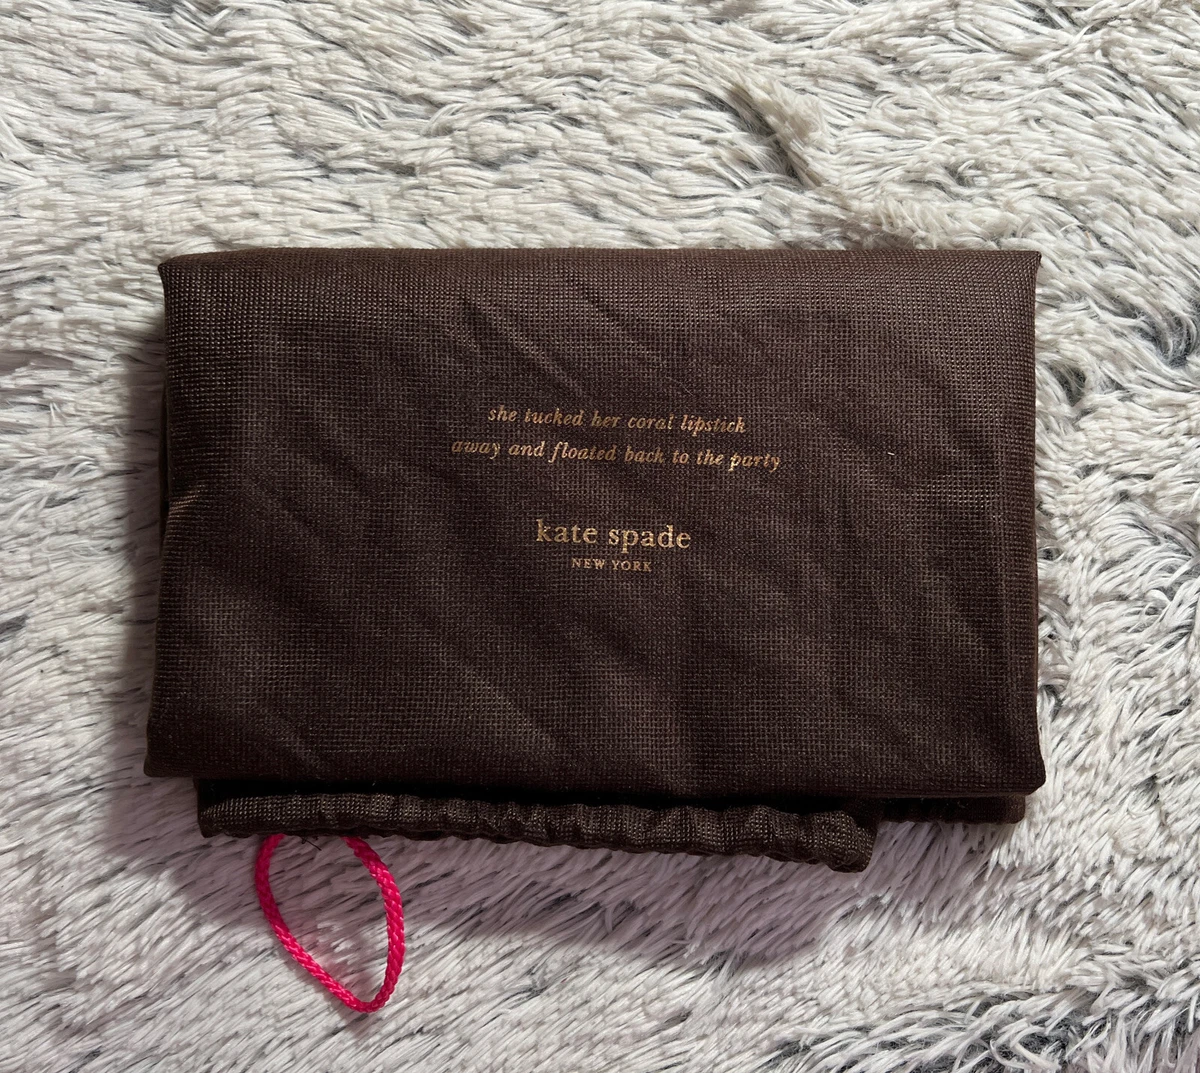 she tucked her coral lipstick
away and floated back to the party
kate spade
NEW YORK